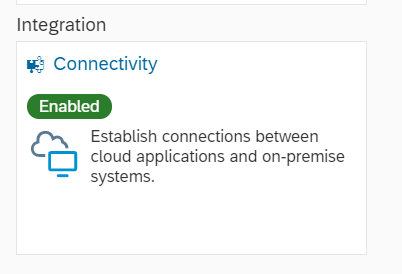 Integration
Connectivity
Enabled
Establish connections between
cloud applications and on-premise
systems.